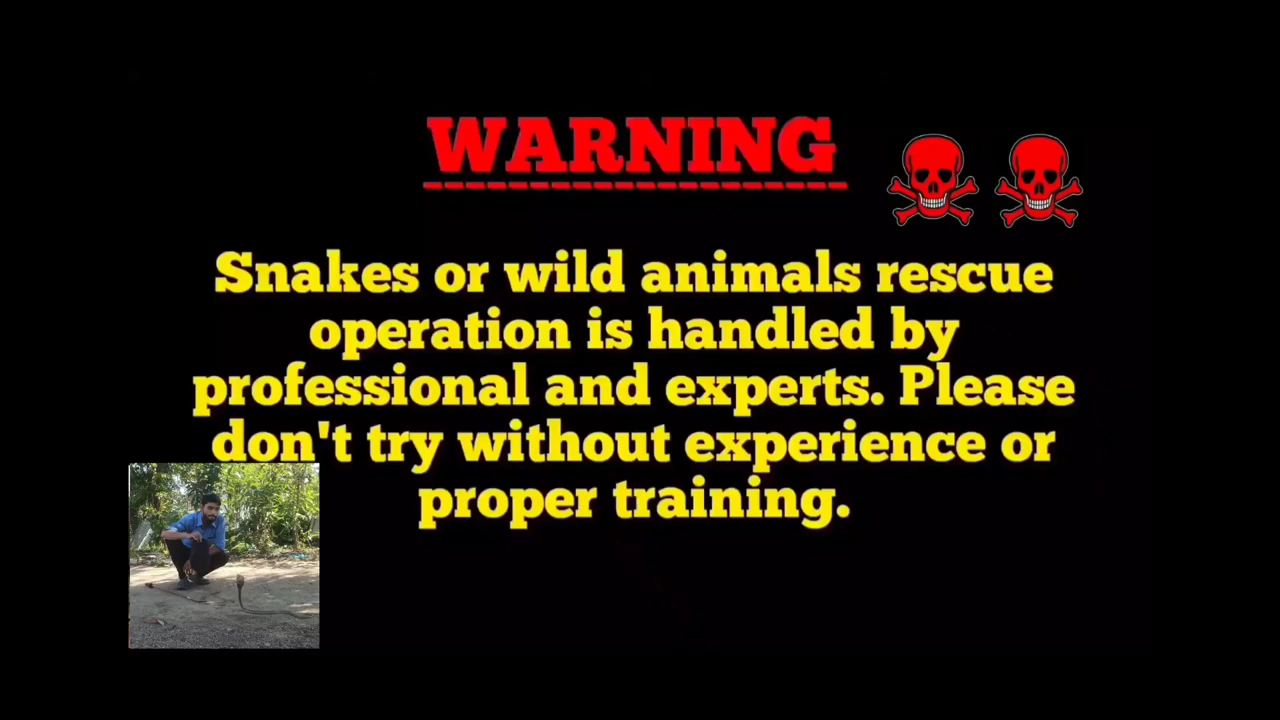 WARNING
Snakes or wild animals rescue
operation is handled by
professional and experts. Please
don't try without experience or
proper training.